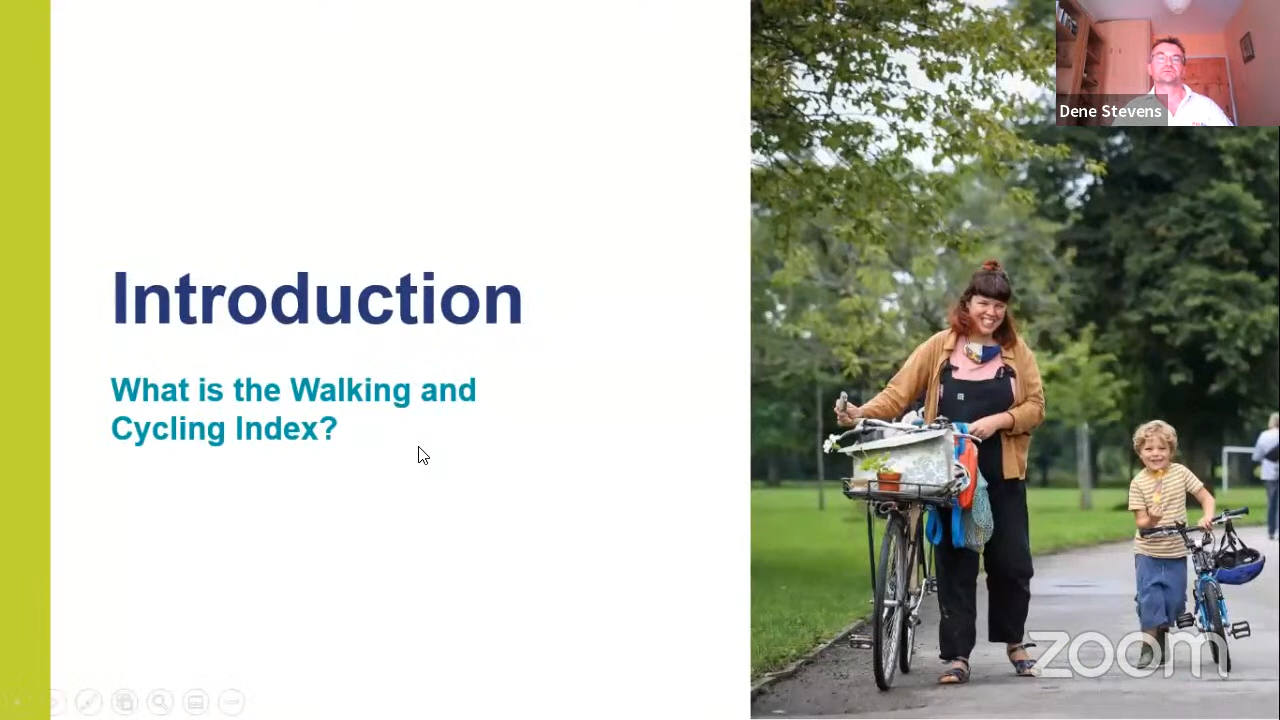 Introduction
What is the Walking and
Cycling Index?
Dene Stevens
zoom